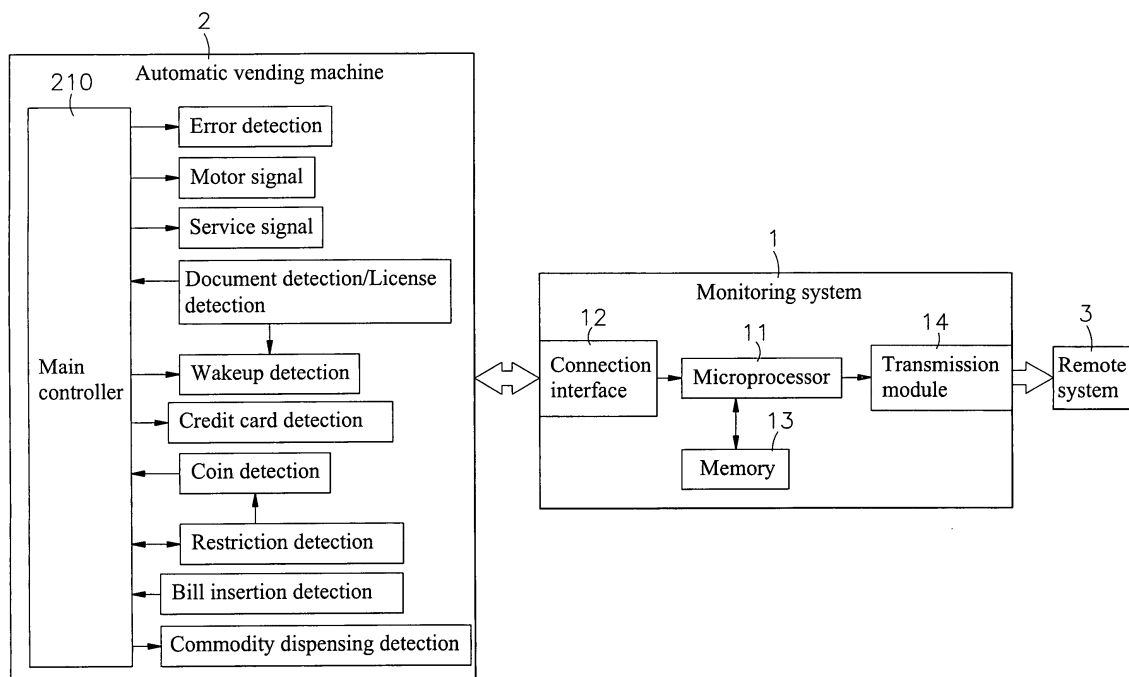 2
Automatic vending machine
210
Error detection
Motor signal
Service signal
Document detection/License
detection
Main
controller
Wakeup detection
Credit card detection
Coin detection
Restriction detection
Bill insertion detection
Commodity dispensing detection
1
Monitoring system
12
Connection
interface
11
Microprocessor
13
Memory
14
Transmission
module
3
Remote
system